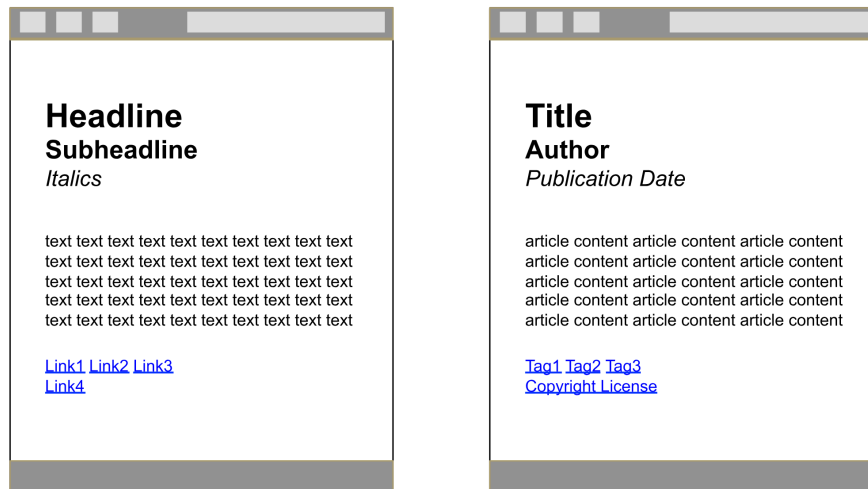 Headline
Subheadline
Italics
text text text text text text text text text text
text text text text text text text text text text
text text text text text text text text text text
text text text text text text text text text text
text text text text text text text text text text
Link1 Link2 Link3
Link4
Title
Author
Publication Date
article content article content article content
article content article content article content
article content article content article content
article content article content article content
article content article content article content
Tag1 Tag2 Tag3
Copyright License